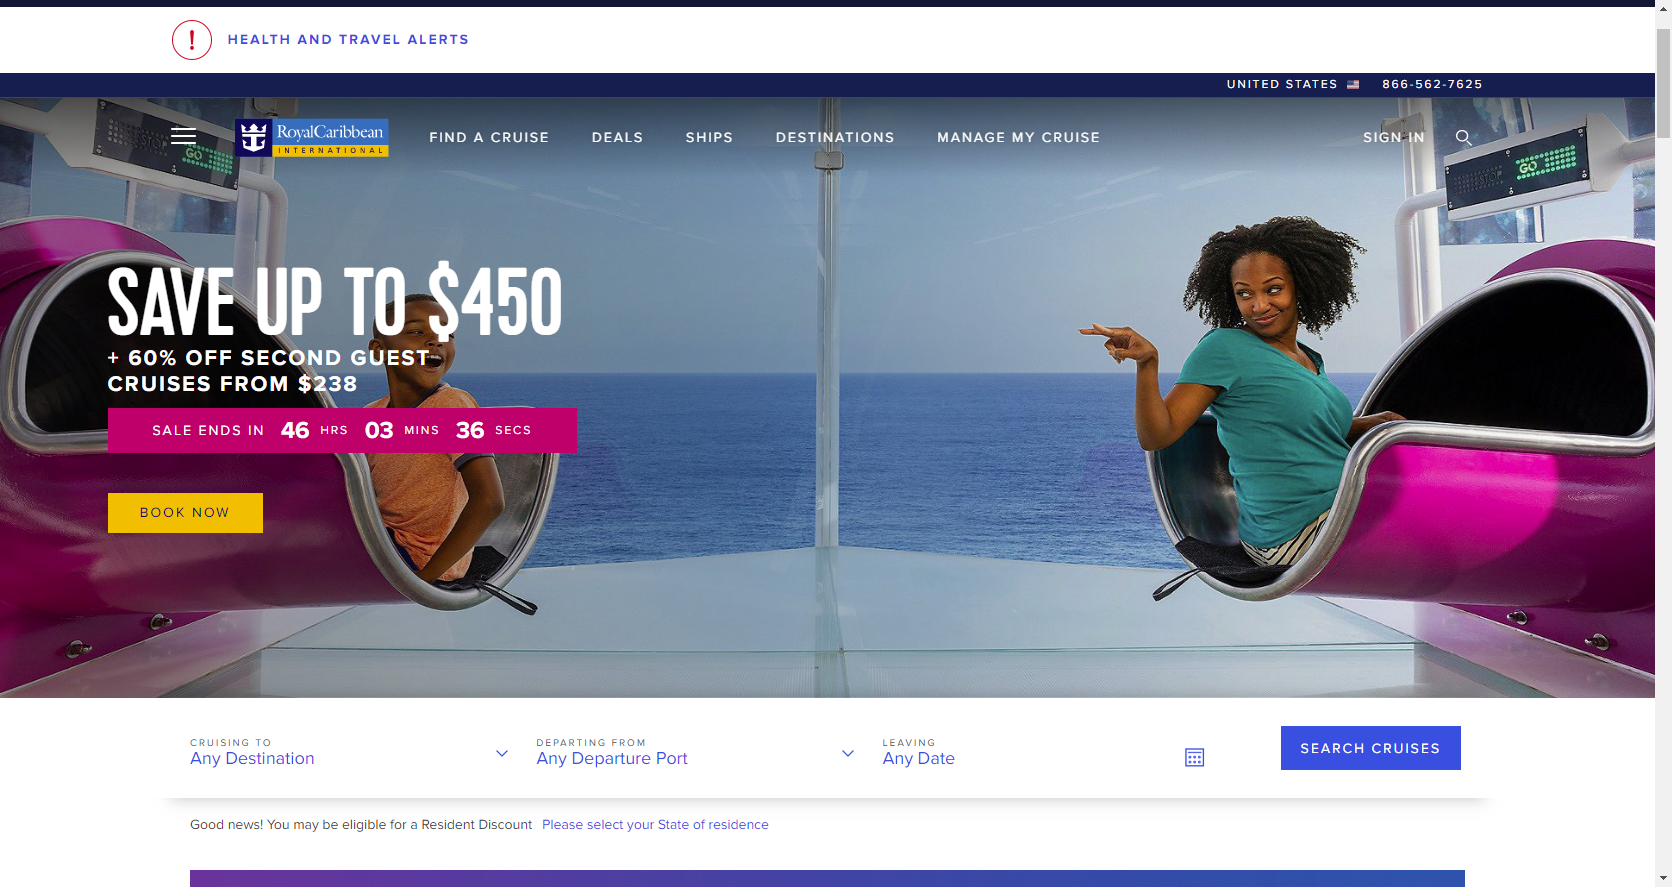 HEALTH AND TRAVEL ALERTS
UNITED STATES 866-562-7625
RoyalCaribbean
INTERNATIONAL
FIND A CRUISE DEALS SHIPS DESTINATIONS MANAGE MY CRUISE SIGN IN
STOP
GO
STOP
GO
SAVE UP TO $450
+ 60% OFF SECOND GUEST
CRUISES FROM $238
SALE ENDS IN 46 HRS 03 MINS 36 SECS
BOOK NOW
CRUISING TO
Any Destination
DEPARTING FROM
Any Departure Port
LEAVING
Any Date
SEARCH CRUISES
Good news! You may be eligible for a Resident Discount Please select your State of residence